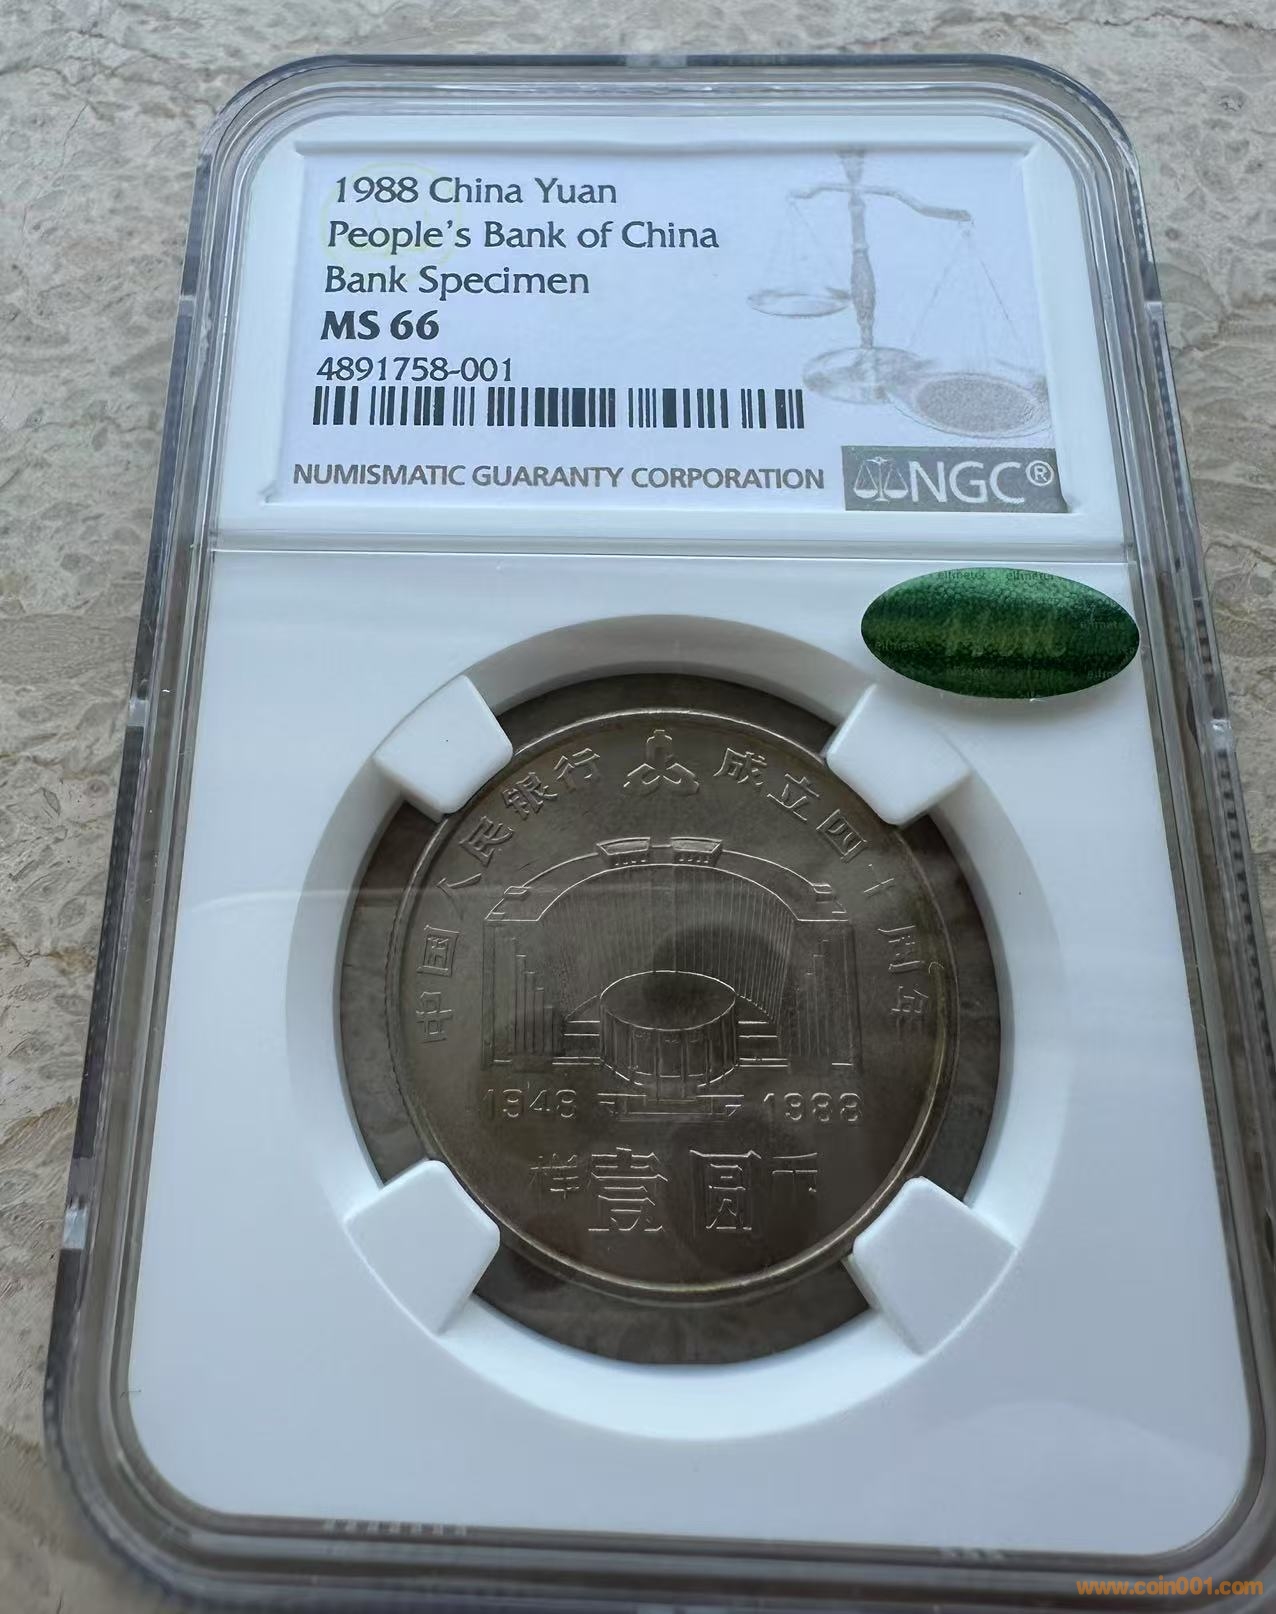 1988 China Yuan
People's Bank of China
Bank Specimen
MS 66
4891758-001
NUMISMATIC GUARANTY CORPORATION
NGC®
中国人民银行 成立四十周年
1948 1988
样壹圆币
www.coin001.com